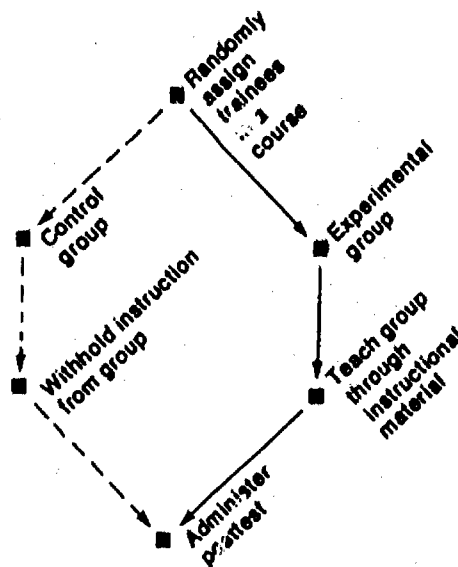 Randomly
assign
trainees
course
Control
group
Experimental
group
Withhold instruction
from group
Teach group
through
instructional
material
Administer
posttest